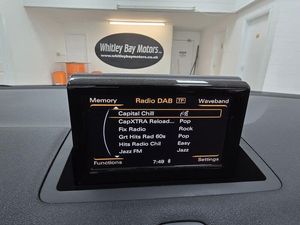 Whitley Bay Motors
www.whitleybaymotors.co.uk
Memory Radio DAB TP Waveband
Capital Chill
CapXTRA Reload... Pop
Fix Radio Rock
Grt Hits Rad 60s Pop
Hits Radio Chil Easy
Jazz FM Jazz
Functions 7:49 Settings